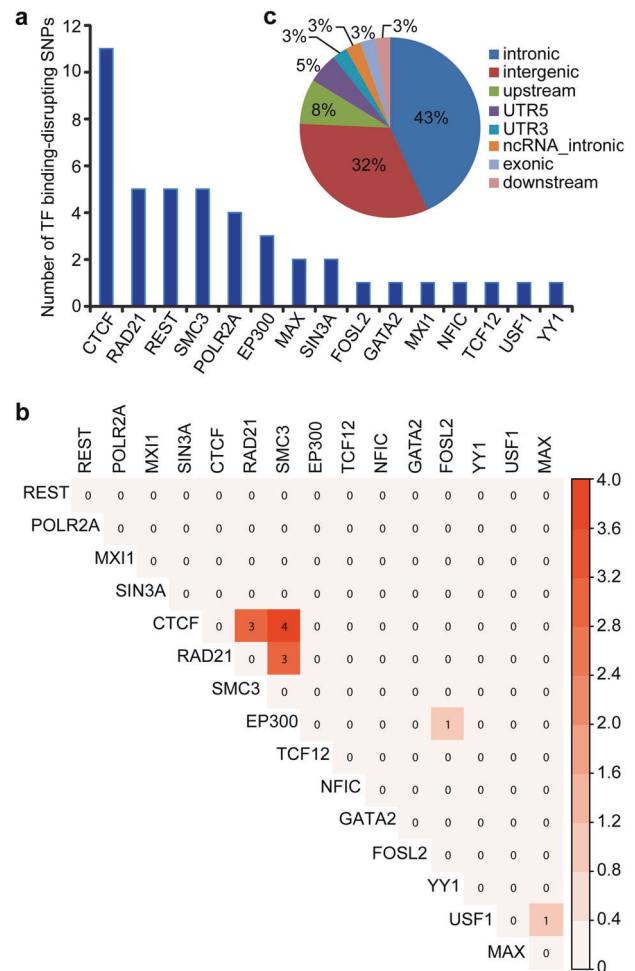 a
Number of TF binding-disrupting SNPs
12
10
8
6
4
2
0
CTCF
RAD21
REST
SMC3
POLR2A
EP300
MAX
SIN3A
FOSL2
GATA2
MXI1
NFIC
TCF12
USF1
YY1
c
3%
3%
3%
3%
5%
8%
43%
32%
intronic
intergenic
upstream
UTR5
UTR3
ncRNA_intronic
exonic
downstream
b
REST POLR2A MXI1 SIN3A CTCF RAD21 SMC3 EP300 TCF12 NFIC GATA2 FOSL2 YY1 USF1 MAX
REST 0 0 0 0 0 0 0 0 0 0 0 0 0 0 0
POLR2A 0 0 0 0 0 0 0 0 0 0 0 0 0 0
MXI1 0 0 0 0 0 0 0 0 0 0 0 0 0
SIN3A 0 0 0 0 0 0 0 0 0 0 0 0
CTCF 0 3 4 0 0 0 0 0 0 0 0
RAD21 0 3 0 0 0 0 0 0 0 0
SMC3 0 0 0 0 0 0 0 0 0
EP300 0 0 0 0 1 0 0 0
TCF12 0 0 0 0 0 0 0
NFIC 0 0 0 0 0 0
GATA2 0 0 0 0 0
FOSL2 0 0 0 0
YY1 0 0 0
USF1 0 1
MAX 0
4.0
3.6
3.2
2.8
2.4
2.0
1.6
1.2
0.8
0.4
0